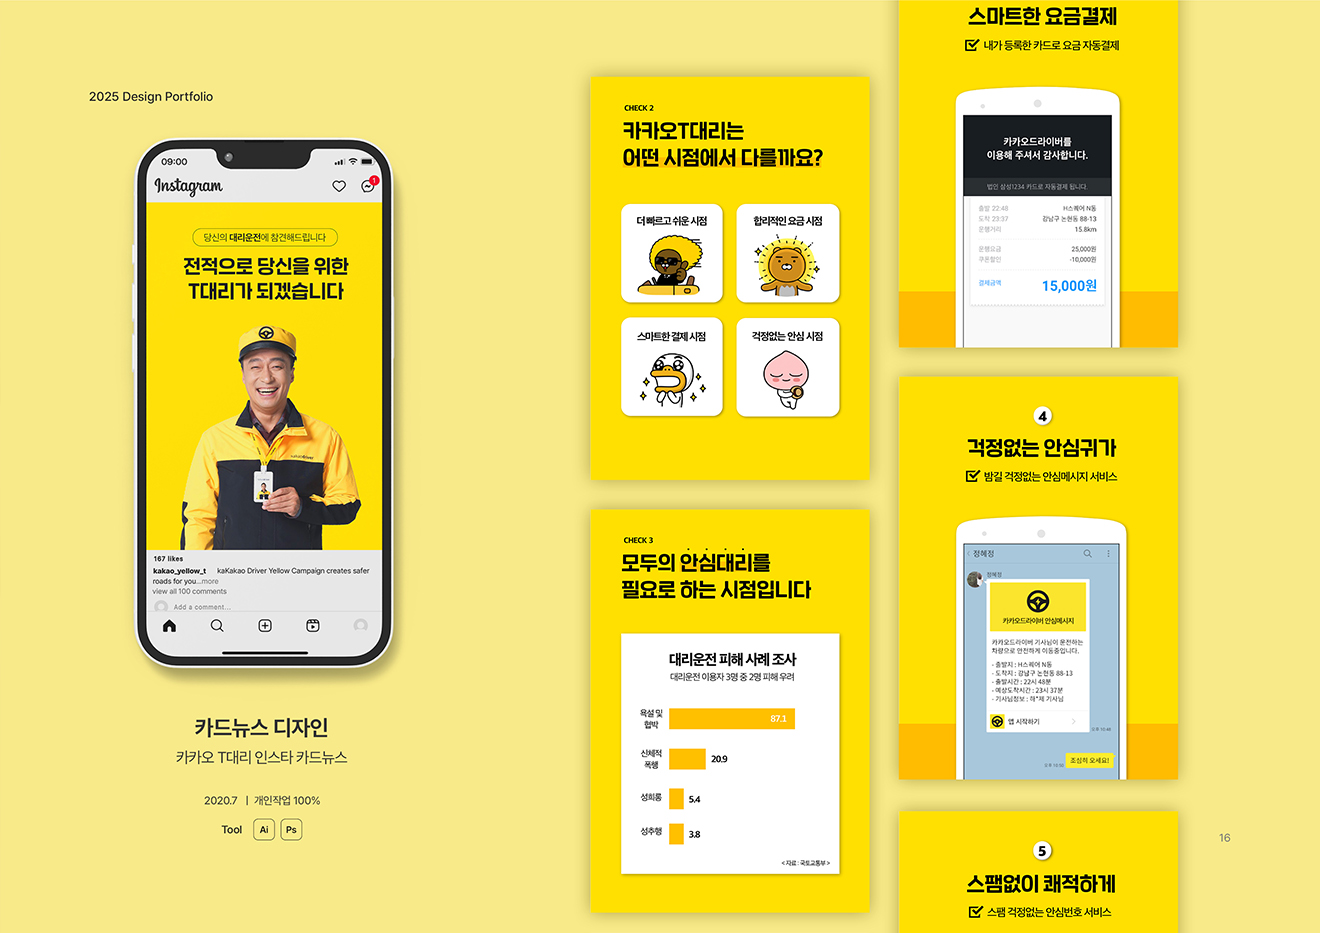 2025 Design Portfolio
09:00
Instagram
1
당신의 대리운전에 참견해드립니다
전적으로 당신을 위한
T대리가 되겠습니다
167 likes
kakao_yellow_t kaKakao Driver Yellow Campaign creates safer
roads for you...more
view all 100 comments
Add a comment...
카드뉴스 디자인
카카오 T대리 인스타 카드뉴스
2020.7 | 개인작업 100%
Tool Ai Ps
CHECK 2
카카오T대리는
어떤 시점에서 다를까요?
더 빠르고 쉬운 시점
합리적인 요금 시점
스마트한 결제 시점
걱정없는 안심 시점
CHECK 3
모두의 안심대리를
필요로 하는 시점입니다
대리운전 피해 사례 조사
대리운전 이용자 3명 중 2명 피해 우려
욕설 및
협박
87.1
신체적
폭행
20.9
성희롱
5.4
성추행
3.8
< 자료 : 국토교통부 >
스마트한 요금결제
내가 등록한 카드로 요금 자동결제
카카오드라이버를
이용해 주셔서 감사합니다.
법인 삼성1234 카드로 자동결제 됩니다.
출발 22:48 H스퀘어 N동
도착 23:37 강남구 논현동 88-13
운행거리 15.8km
운행요금 25,000원
쿠폰할인 -10,000원
결제금액 15,000원
4
걱정없는 안심귀가
밤길 걱정없는 안심메시지 서비스
정혜정
정혜정
카카오드라이버 안심메시지
카카오드라이버 기사님이 운전하는
차량으로 안전하게 이동중입니다.
- 출발지 : H스퀘어 N동
- 도착지 : 강남구 논현동 88-13
- 출발시간 : 22시 48분
- 예상도착시간 : 23시 37분
- 기사님정보 : 하*제 기사님
앱 시작하기
오후 10:48
조심히 오세요!
오후 10:50
5
스팸없이 쾌적하게
스팸 걱정없는 안심번호 서비스
16